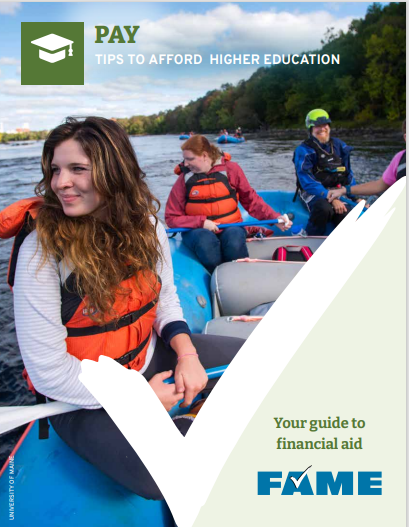 PAY
TIPS TO AFFORD HIGHER EDUCATION
Your guide to
financial aid
FAME
UNIVERSITY OF MAINE